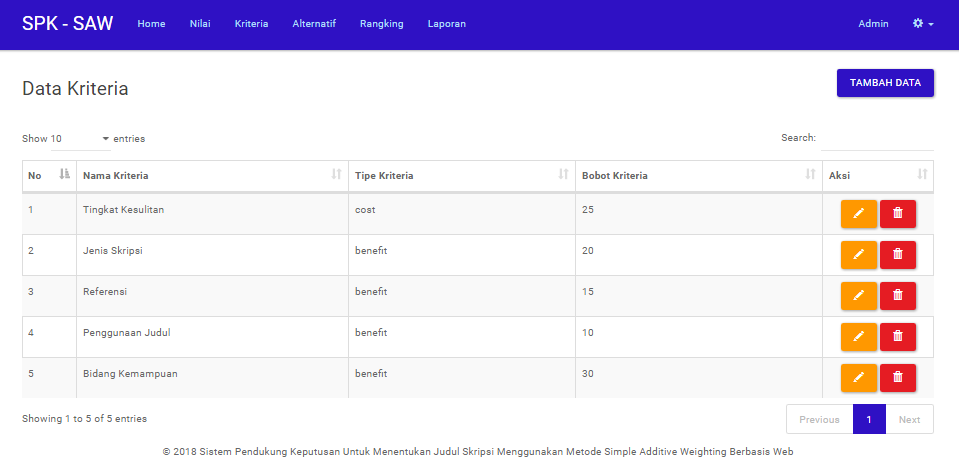 SPK - SAW Home Nilai Kriteria Alternatif Rangking Laporan Admin
Data Kriteria TAMBAH DATA
Show 10 entries Search:
No Nama Kriteria Tipe Kriteria Bobot Kriteria Aksi
1 Tingkat Kesulitan cost 25
2 Jenis Skripsi benefit 20
3 Referensi benefit 15
4 Penggunaan Judul benefit 10
5 Bidang Kemampuan benefit 30
Showing 1 to 5 of 5 entries Previous 1 Next
© 2018 Sistem Pendukung Keputusan Untuk Menentukan Judul Skripsi Menggunakan Metode Simple Additive Weighting Berbasis Web